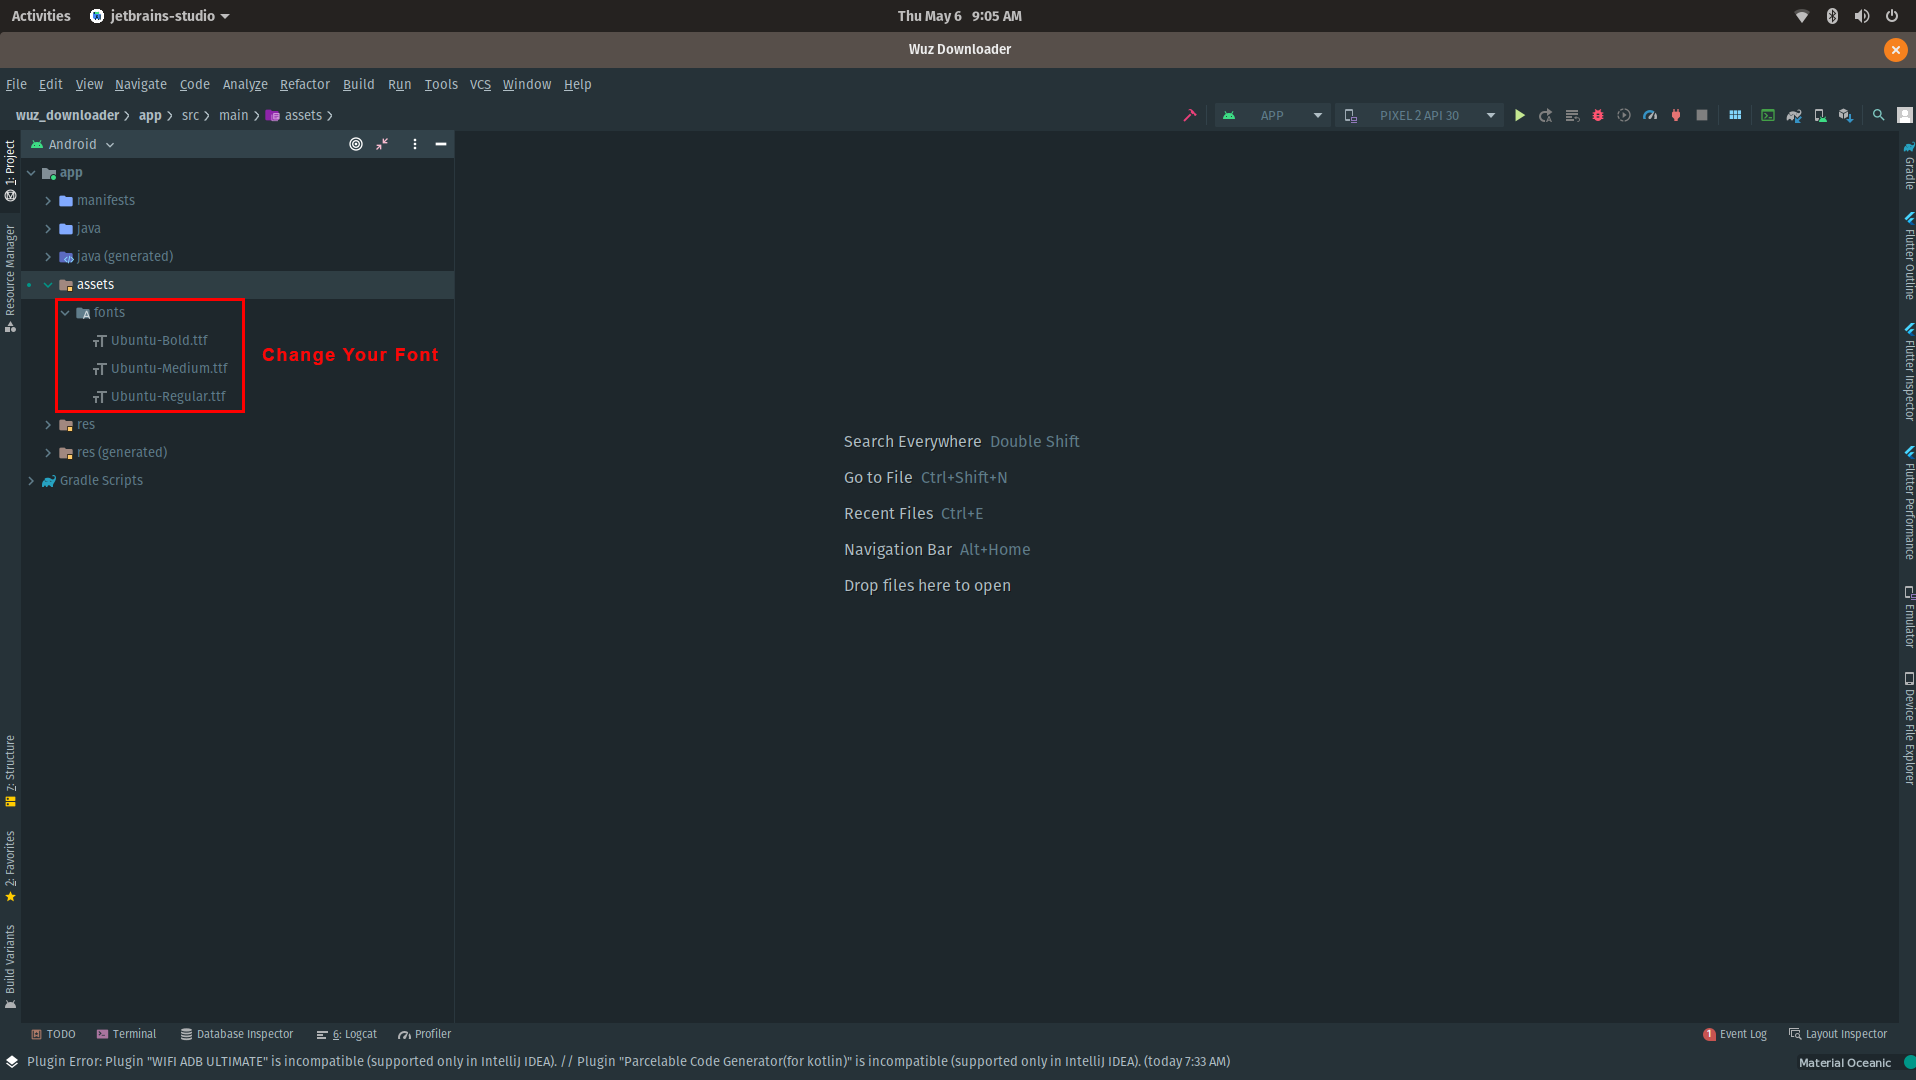 Activities jetbrains-studio Thu May 6 9:05 AM
Wuz Downloader
File Edit View Navigate Code Analyze Refactor Build Run Tools VCS Window Help
wuz_downloader app src main assets APP PIXEL 2 API 30
Android
app
manifests
java
java (generated)
assets
fonts
Ubuntu-Bold.ttf
Ubuntu-Medium.ttf
Ubuntu-Regular.ttf
Change Your Font
res
res (generated)
Gradle Scripts
Search Everywhere Double Shift
Go to File Ctrl+Shift+N
Recent Files Ctrl+E
Navigation Bar Alt+Home
Drop files here to open
1: Project
Resource Manager
7: Structure
2: Favorites
Build Variants
Gradle
Flutter Outline
Flutter Inspector
Flutter Performance
Emulator
Device File Explorer
TODO Terminal Database Inspector 6: Logcat Profiler 1 Event Log Layout Inspector
Plugin Error: Plugin "WIFI ADB ULTIMATE" is incompatible (supported only in IntelliJ IDEA). // Plugin "Parcelable Code Generator(for kotlin)" is incompatible (supported only in IntelliJ IDEA). (today 7:33 AM)
Material Oceanic